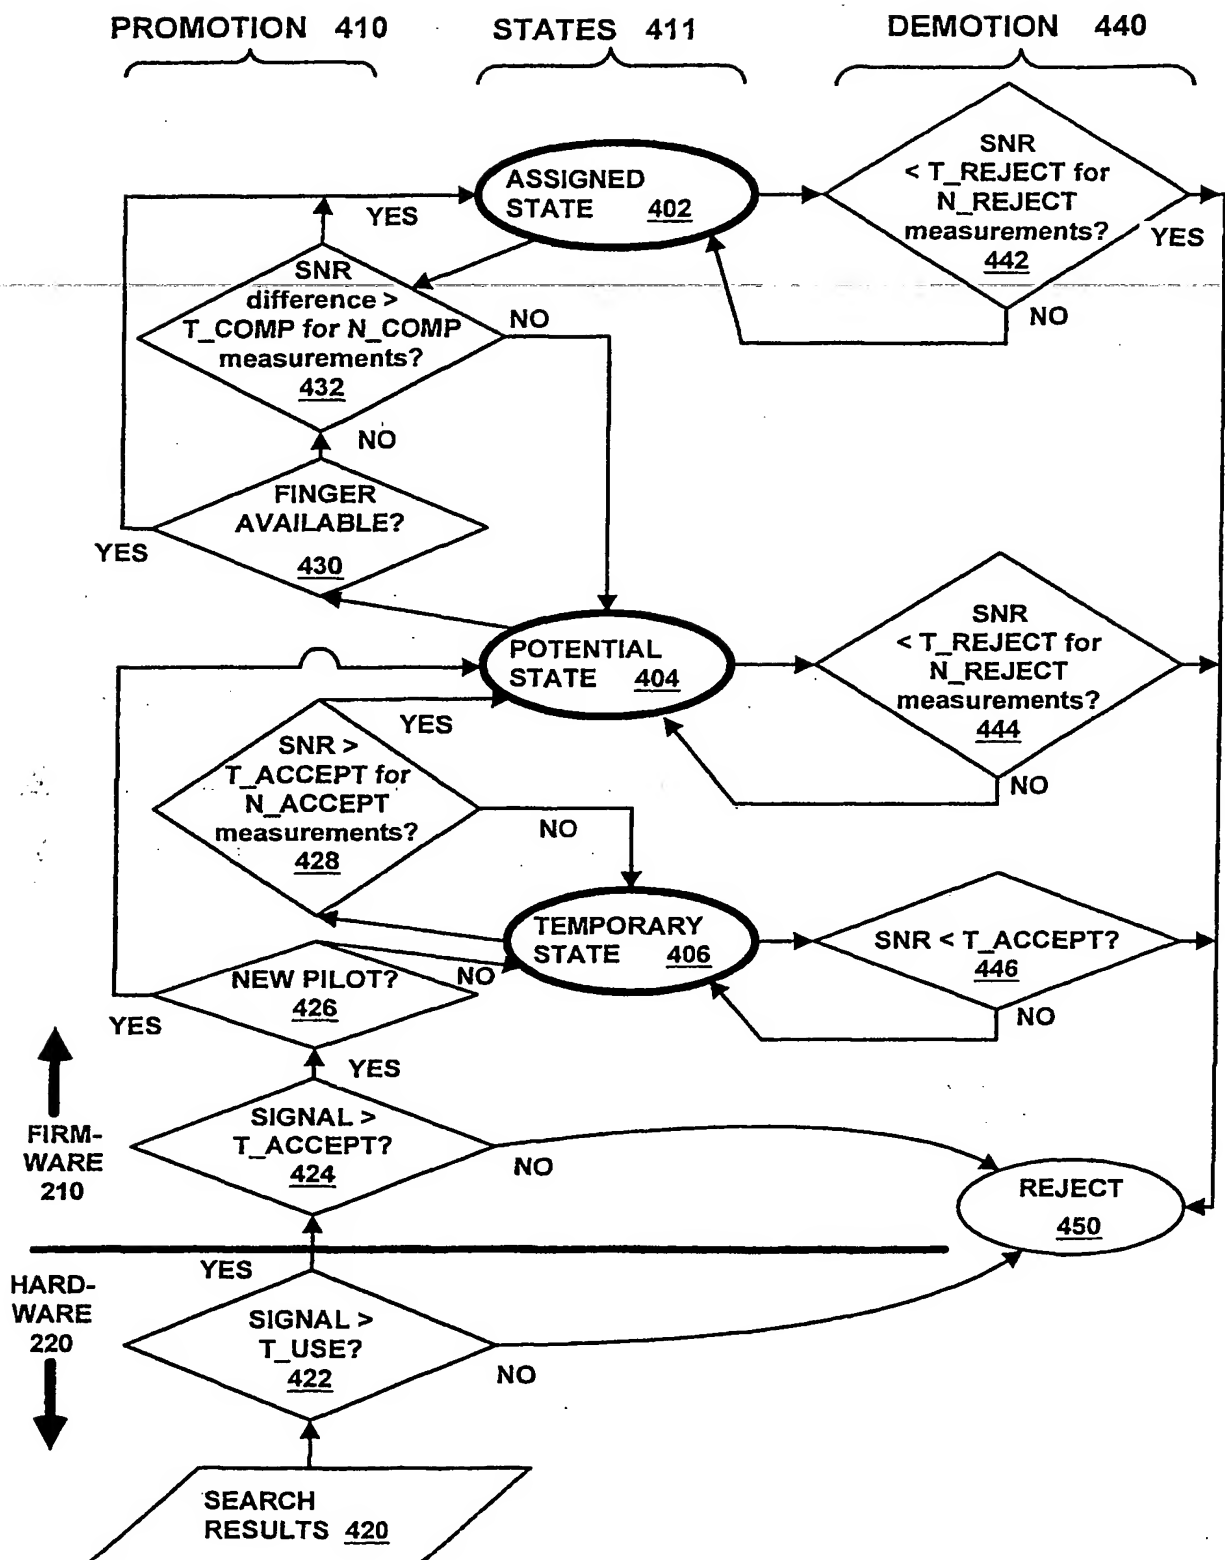 PROMOTION 410
STATES 411
DEMOTION 440
ASSIGNED
STATE 402
SNR
< T_REJECT for
N_REJECT
measurements?
442
YES
NO
YES
SNR
difference >
T_COMP for N_COMP
measurements?
432
NO
NO
FINGER
AVAILABLE?
430
YES
POTENTIAL
STATE 404
SNR
< T_REJECT for
N_REJECT
measurements?
444
NO
YES
SNR >
T_ACCEPT for
N_ACCEPT
measurements?
428
NO
TEMPORARY
STATE 406
SNR < T_ACCEPT?
446
NO
NEW PILOT?
426
NO
YES
YES
SIGNAL >
T_ACCEPT?
424
NO
FIRM-
WARE
210
REJECT
450
YES
HARD-
WARE
220
SIGNAL >
T_USE?
422
NO
SEARCH
RESULTS 420